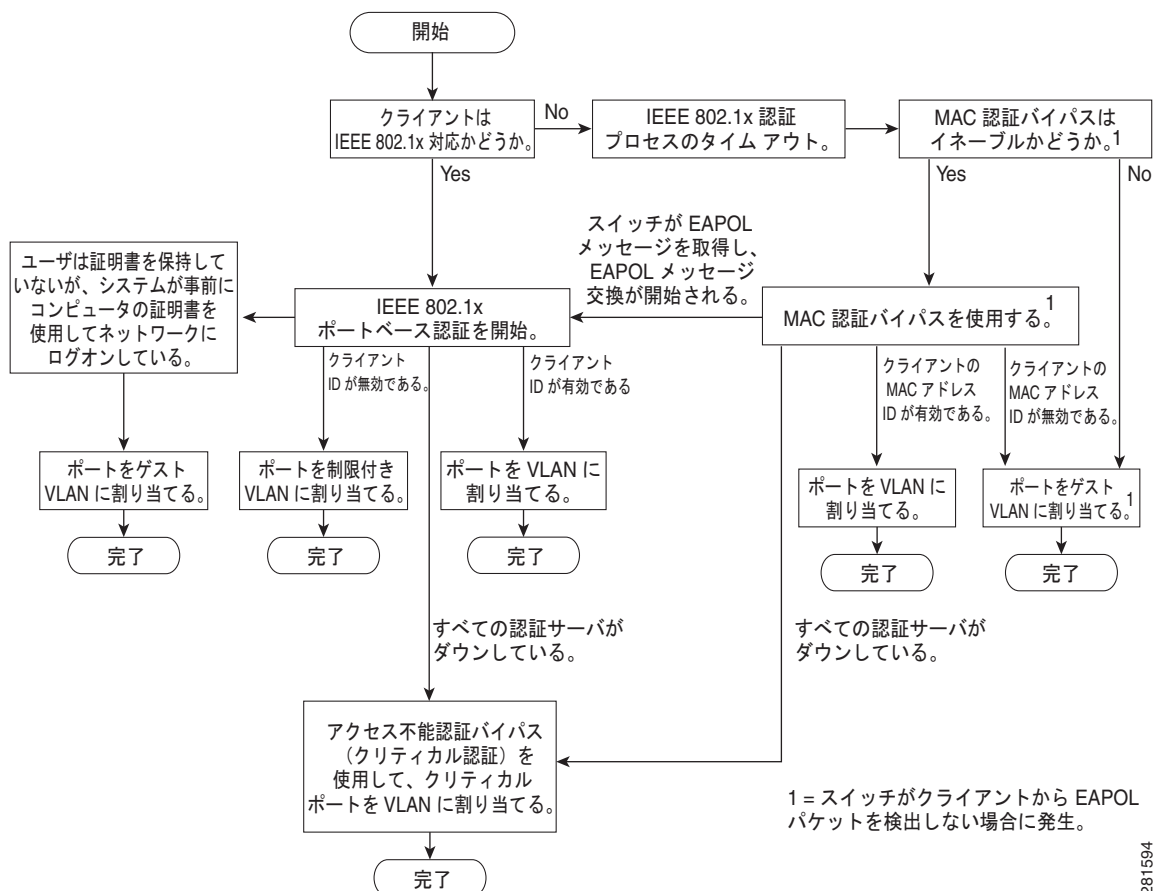 開始
クライアントは
IEEE 802.1x 対応かどうか。
No
IEEE 802.1x 認証
プロセスのタイム アウト。
MAC 認証バイパスは
イネーブルかどうか。1
Yes
Yes
No
スイッチが EAPOL
メッセージを取得し、
EAPOL メッセージ
交換が開始される。
ユーザは証明書を保持して
いないが、システムが事前に
コンピュータの証明書を
使用してネットワークに
ログオンしている。
IEEE 802.1x
ポートベース認証を開始。
MAC 認証バイパスを使用する。1
クライアント
ID が無効である。
クライアント
ID が有効である
クライアントの
MAC アドレス
ID が有効である。
クライアントの
MAC アドレス
ID が無効である。
ポートをゲスト
VLAN に割り当てる。
ポートを制限付き
VLAN に割り当てる。
ポートを VLAN に
割り当てる。
ポートを VLAN に
割り当てる。
ポートをゲスト
VLAN に割り当てる。1
完了
完了
完了
完了
完了
すべての認証サーバが
ダウンしている。
すべての認証サーバが
ダウンしている。
アクセス不能認証バイパス
（クリティカル認証）を
使用して、クリティカル
ポートを VLAN に割り当てる。
完了
1 = スイッチがクライアントから EAPOL
パケットを検出しない場合に発生。
281594